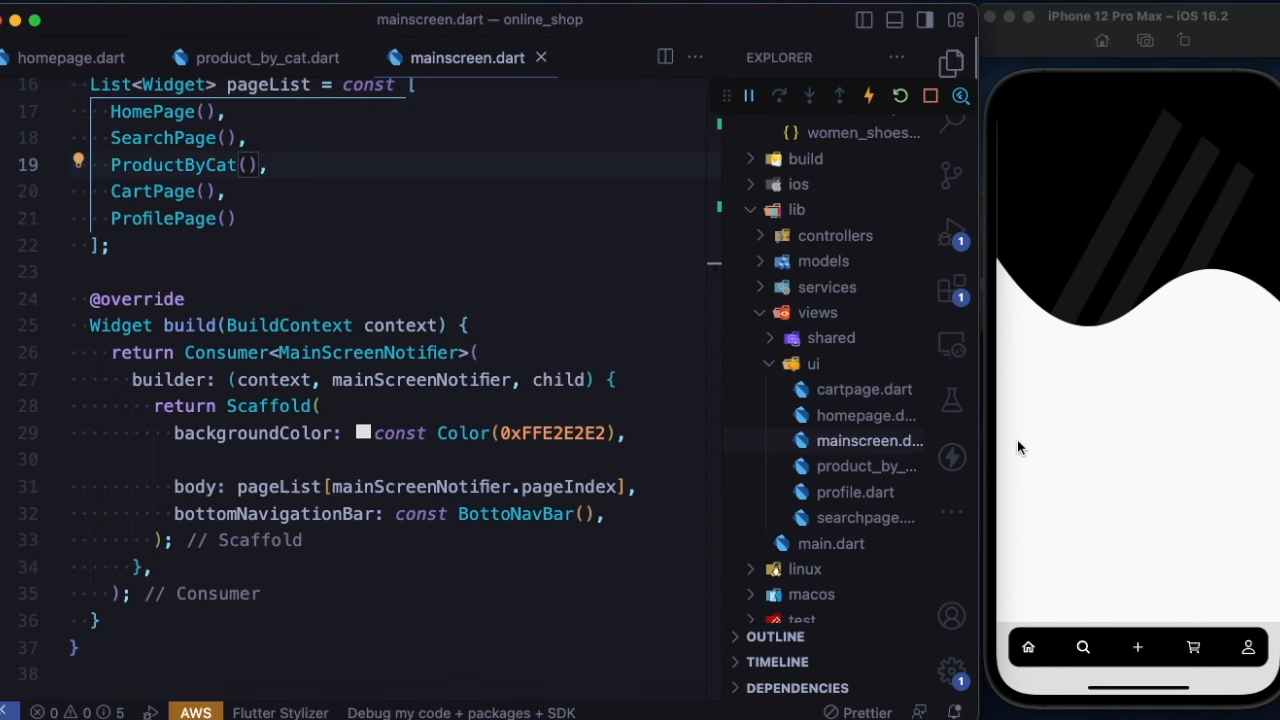 mainscreen.dart — online_shop
homepage.dart
product_by_cat.dart
mainscreen.dart
16 List<Widget> pageList = const [
17 HomePage(),
18 SearchPage(),
19 ProductByCat(),
20 CartPage(),
21 ProfilePage()
22 ];
23
24 @override
25 Widget build(BuildContext context) {
26 return Consumer<MainScreenNotifier>(
27 builder: (context, mainScreenNotifier, child) {
28 return Scaffold(
29 backgroundColor: const Color(0xFFE2E2E2),
30
31 body: pageList[mainScreenNotifier.pageIndex],
32 bottomNavigationBar: const BottoNavBar(),
33 ); // Scaffold
34 },
35 ); // Consumer
36 }
37 }
38
0 0 5 AWS Flutter Stylizer Debug my code + packages + SDK Prettier
EXPLORER
women_shoes...
build
ios
lib
controllers
models
services
views
shared
ui
cartpage.dart
homepage.d...
mainscreen.d...
product_by_...
profile.dart
searchpage....
main.dart
linux
macos
test
OUTLINE
TIMELINE
DEPENDENCIES
1
1
1
iPhone 12 Pro Max – iOS 16.2